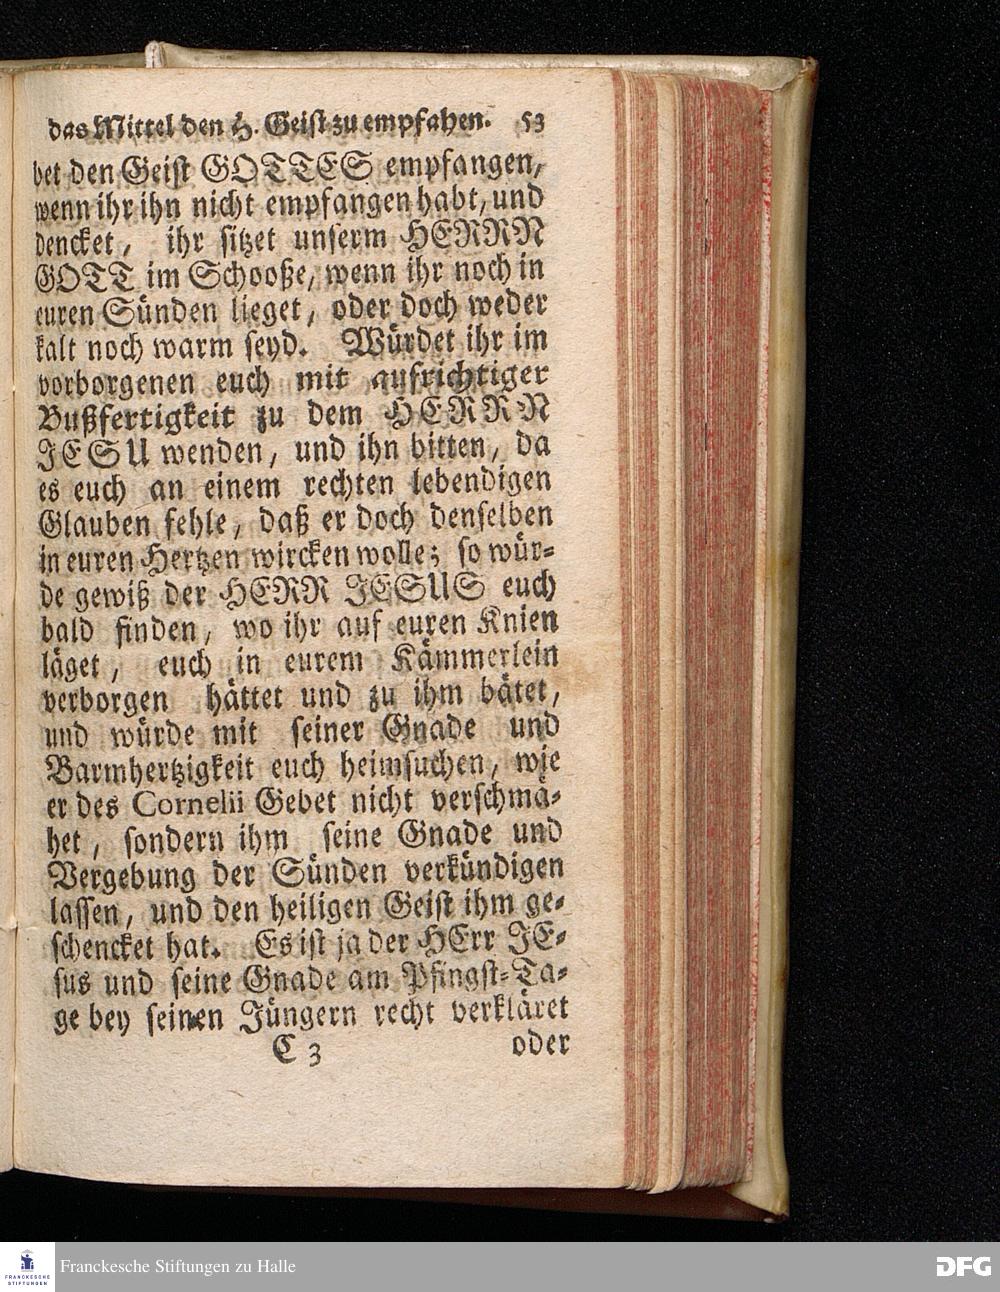 das Mittel den H. Geist zu empfahen. 53
bet den Geist GOTTES empfangen,
wenn ihr ihn nicht empfangen habt, und
dencket, ihr sitzet unserm HERRN
GOTT im Schooße, wenn ihr noch in
euren Sünden lieget, oder doch weder
kalt noch warm seyd. Würdet ihr im
vorborgenen euch mit aufrichtiger
Bußfertigkeit zu dem HERRN
JESU wenden, und ihn bitten, da
es euch an einem rechten lebendigen
Glauben fehle, daß er doch denselben
in euren Hertzen wircken wolle; so wür-
de gewiß der HERR JESUS euch
bald finden, wo ihr auf euren Knien
läget, euch in eurem Kämmerlein
verborgen hättet und zu ihm bätet,
und würde mit seiner Gnade und
Barmhertzigkeit euch heimsuchen, wie
er des Cornelii Gebet nicht verschmä-
het, sondern ihm seine Gnade und
Vergebung der Sünden verkündigen
lassen, und den heiligen Geist ihm ge-
schencket hat. Es ist ja der HErr JE-
sus und seine Gnade am Pfingst-Ta-
ge bey seinen Jüngern recht verkläret
C 3 oder
FRANCKESCHE STIFTUNGEN
Franckesche Stiftungen zu Halle
DFG